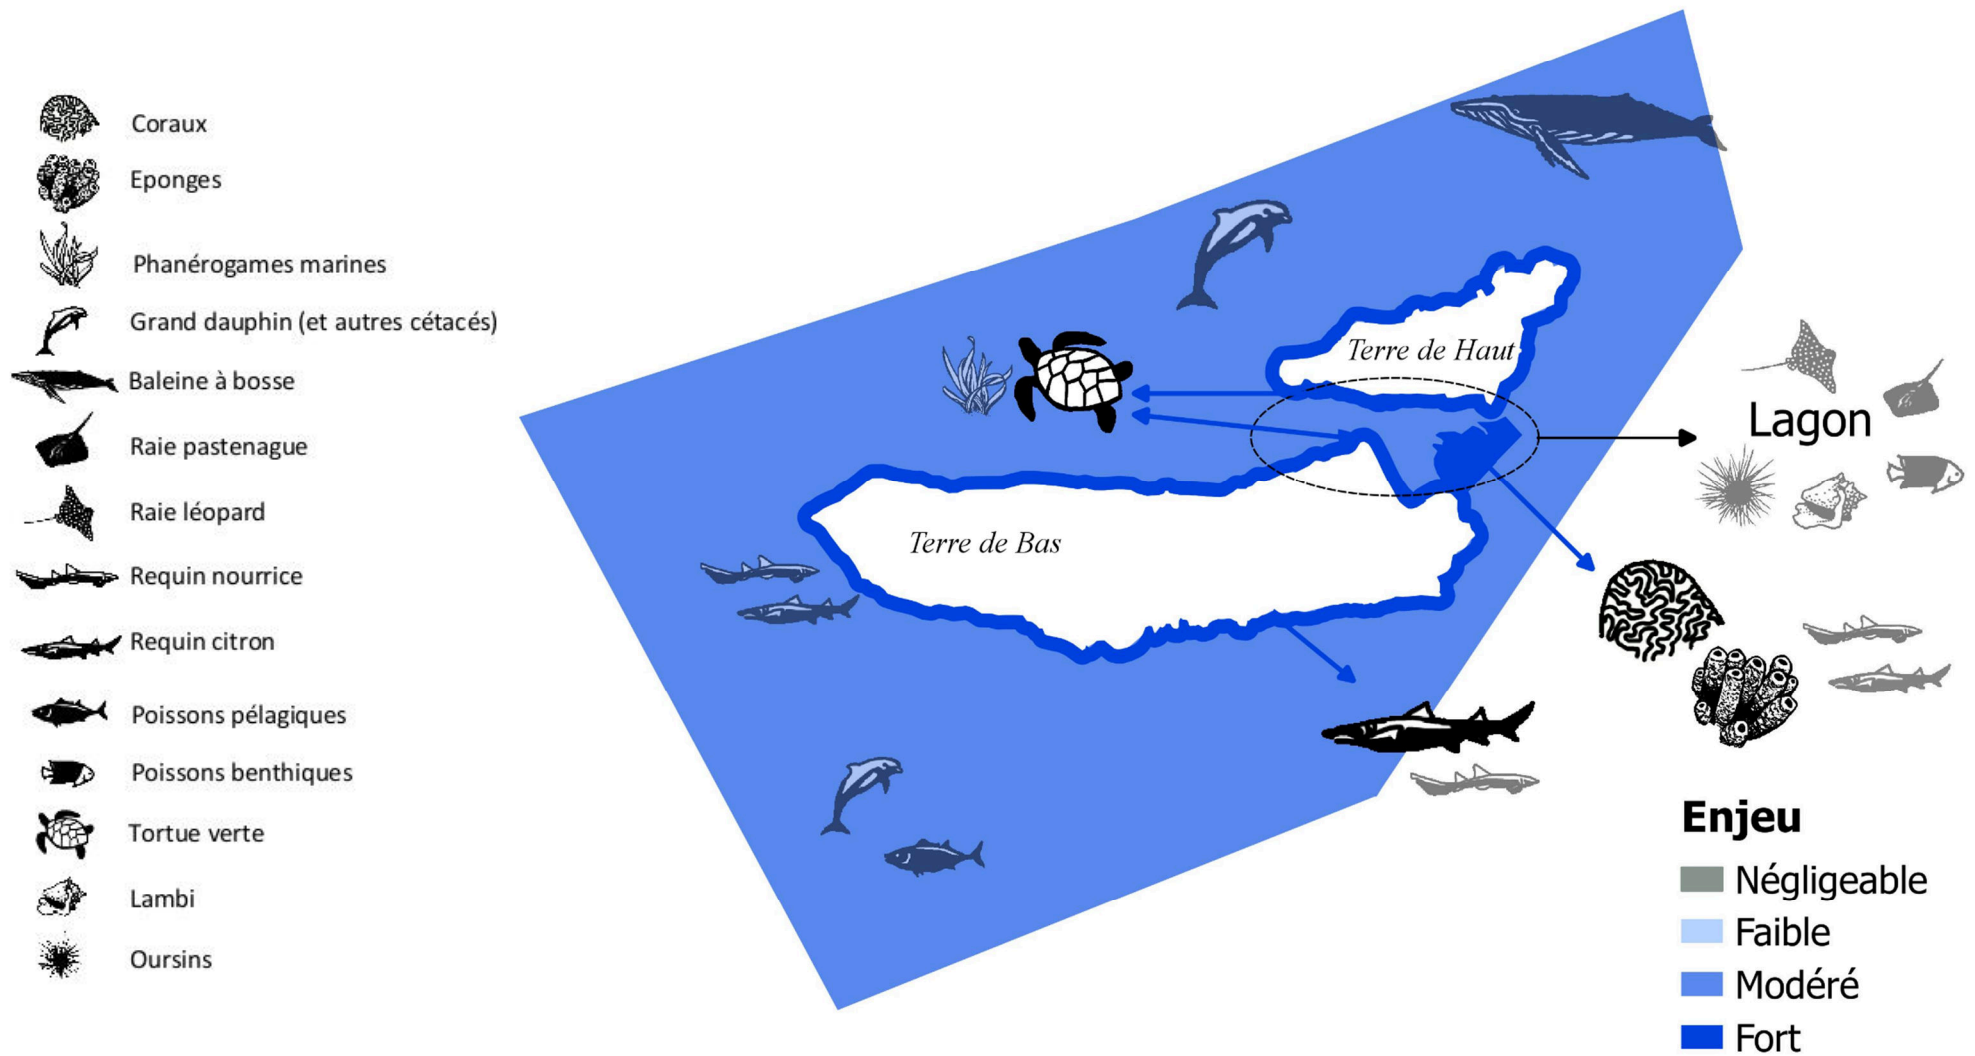 Coraux
Eponges
Phanérogames marines
Grand dauphin (et autres cétacés)
Baleine à bosse
Raie pastenague
Raie léopard
Requin nourrice
Requin citron
Poissons pélagiques
Poissons benthiques
Tortue verte
Lambi
Oursins
Terre de Haut
Terre de Bas
Lagon
Enjeu
Négligeable
Faible
Modéré
Fort